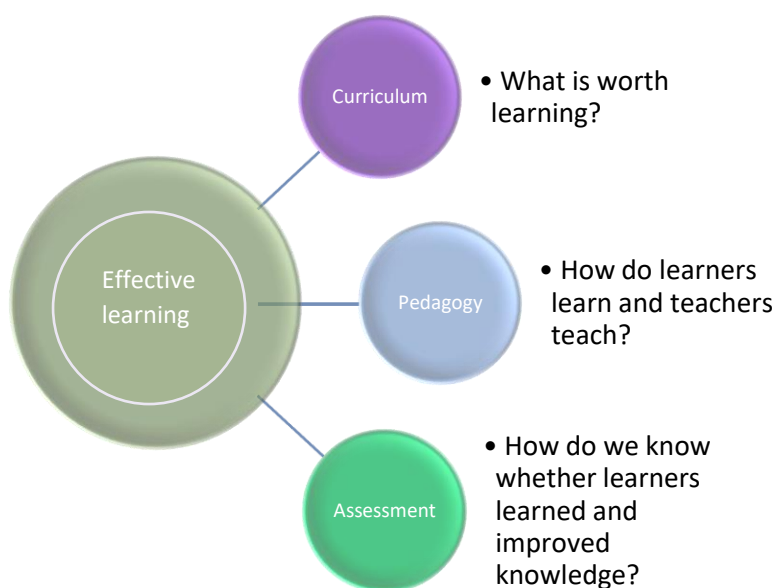 Curriculum
• What is worth
learning?
Effective
learning
Pedagogy
• How do learners
learn and teachers
teach?
Assessment
• How do we know
whether learners
learned and
improved
knowledge?